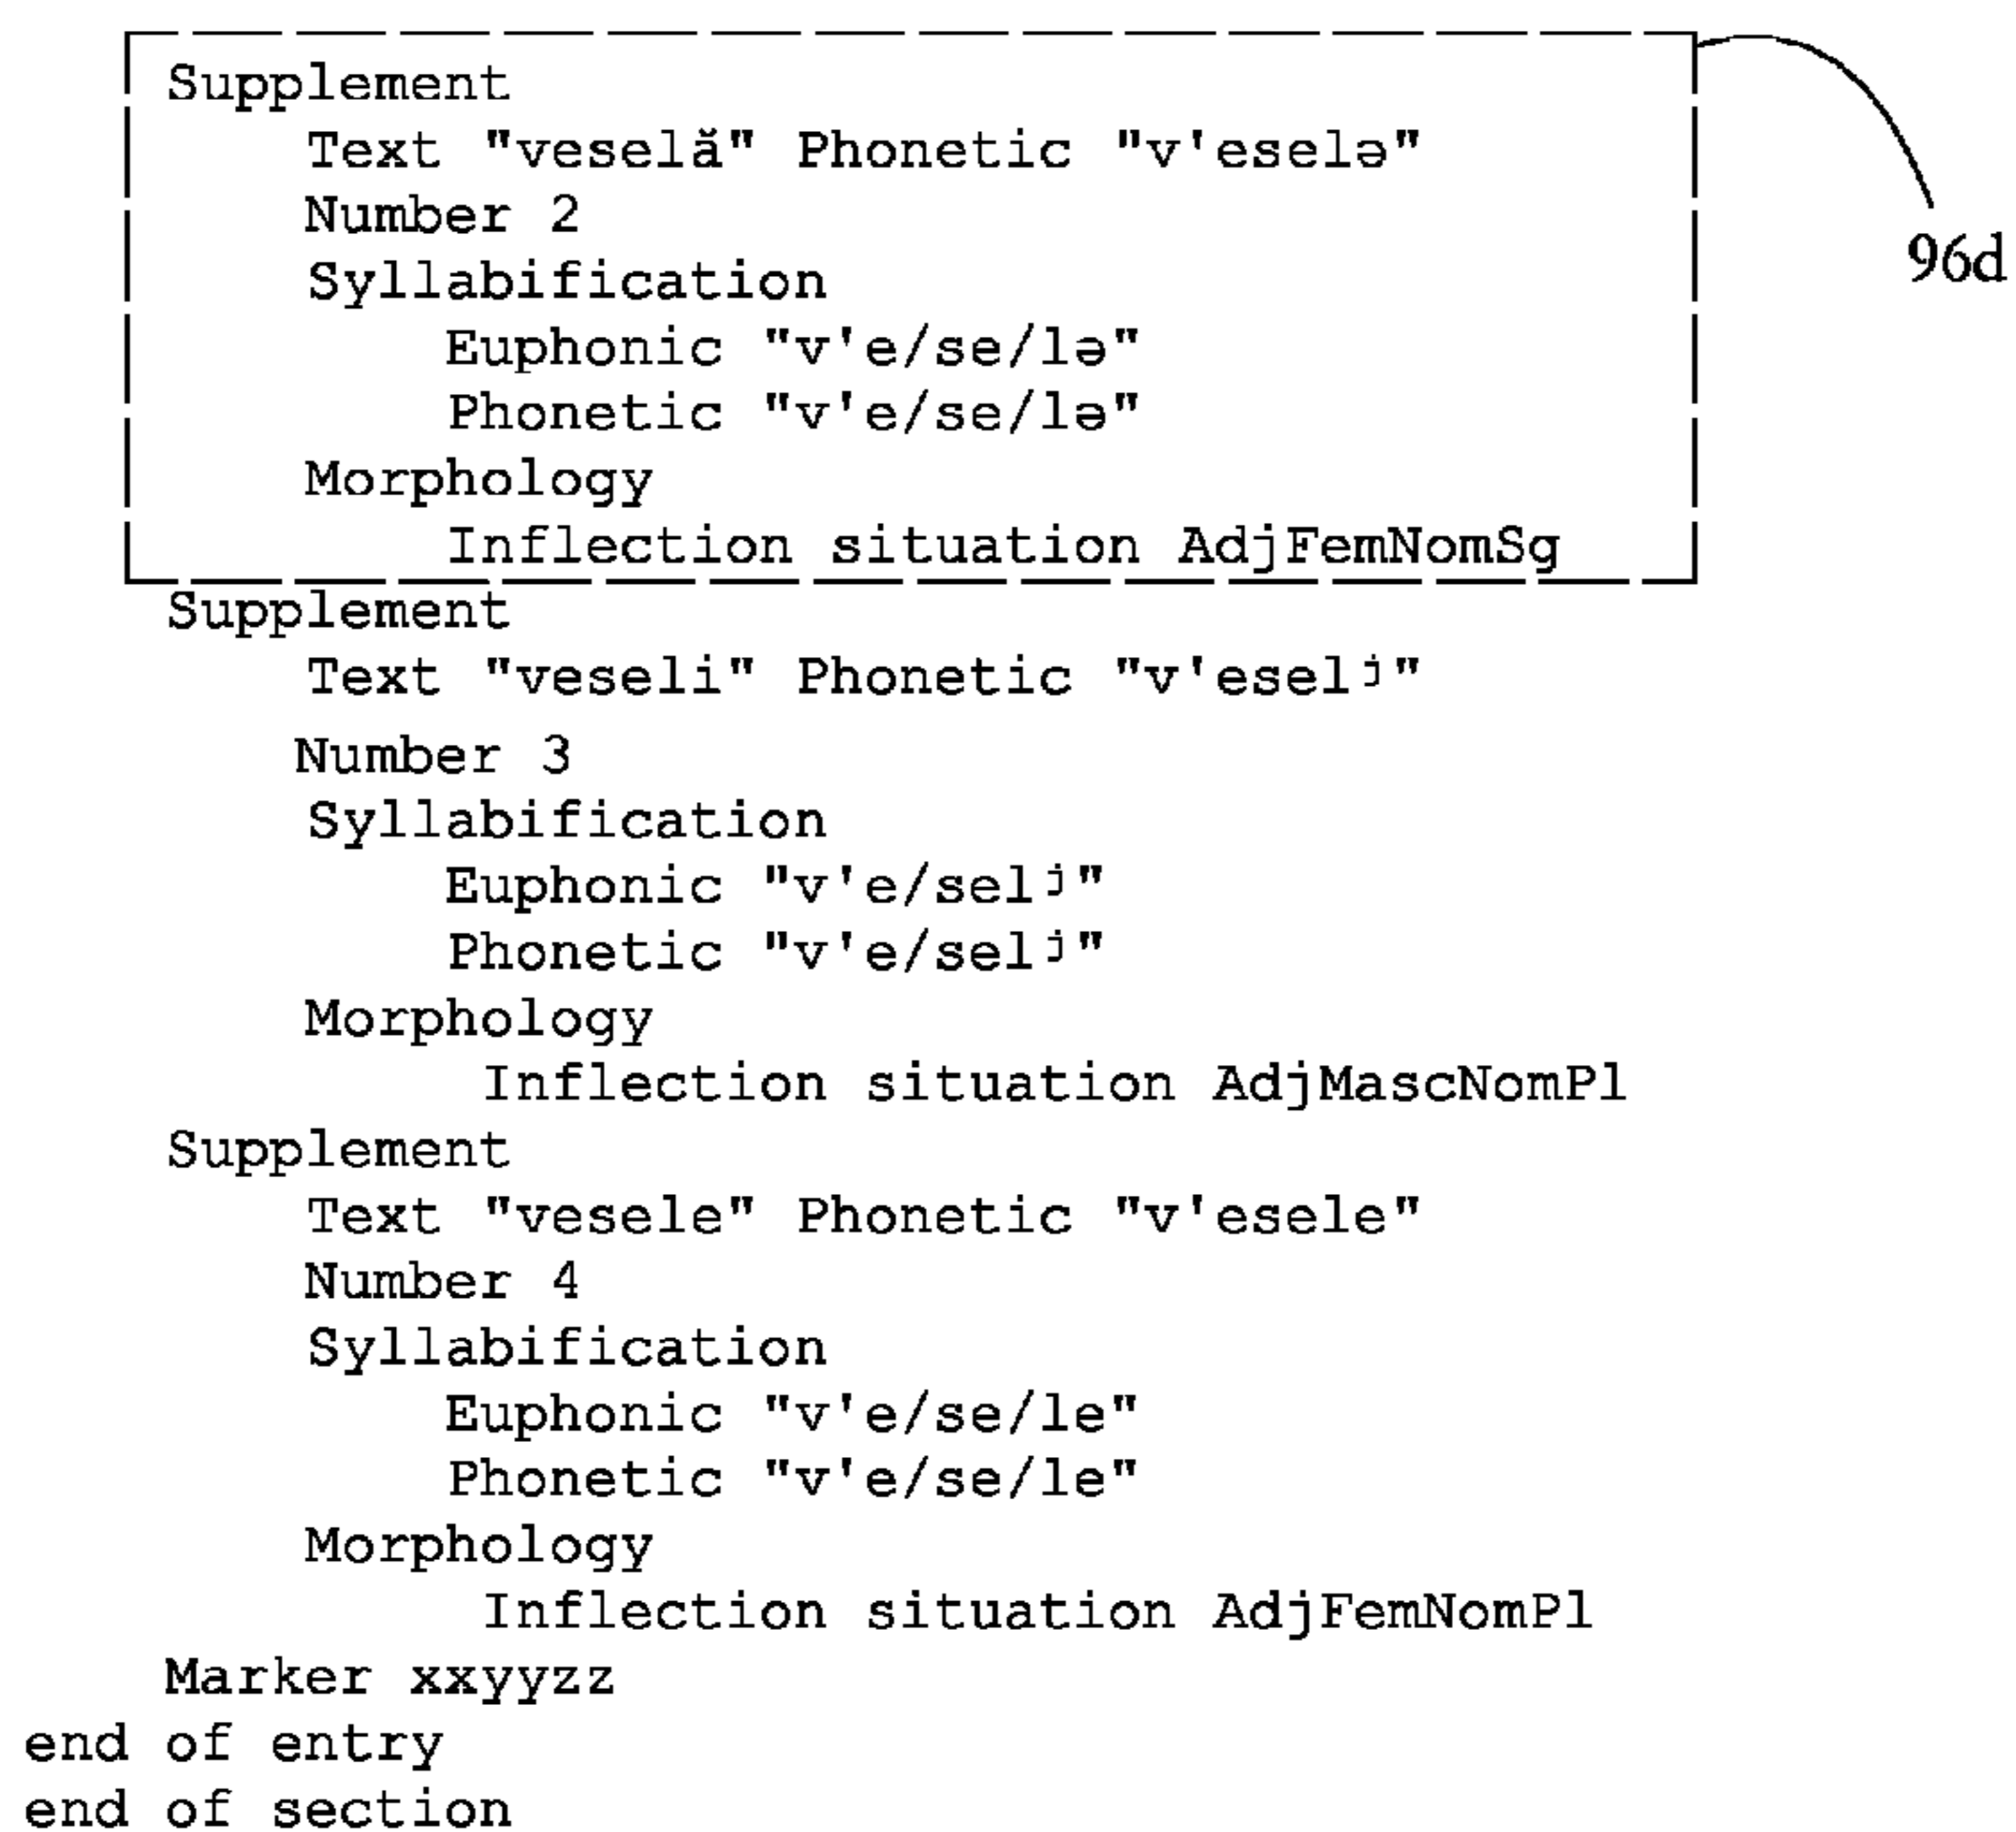 Supplement
Text "veselă" Phonetic "v'eselə"
Number 2
Syllabification
Euphonic "v'e/se/lə"
Phonetic "v'e/se/lə"
Morphology
Inflection situation AdjFemNomSg
96d
Supplement
Text "veseli" Phonetic "v'eselʲ"
Number 3
Syllabification
Euphonic "v'e/selʲ"
Phonetic "v'e/selʲ"
Morphology
Inflection situation AdjMascNomPl
Supplement
Text "vesele" Phonetic "v'esele"
Number 4
Syllabification
Euphonic "v'e/se/le"
Phonetic "v'e/se/le"
Morphology
Inflection situation AdjFemNomPl
Marker xxyyzz
end of entry
end of section